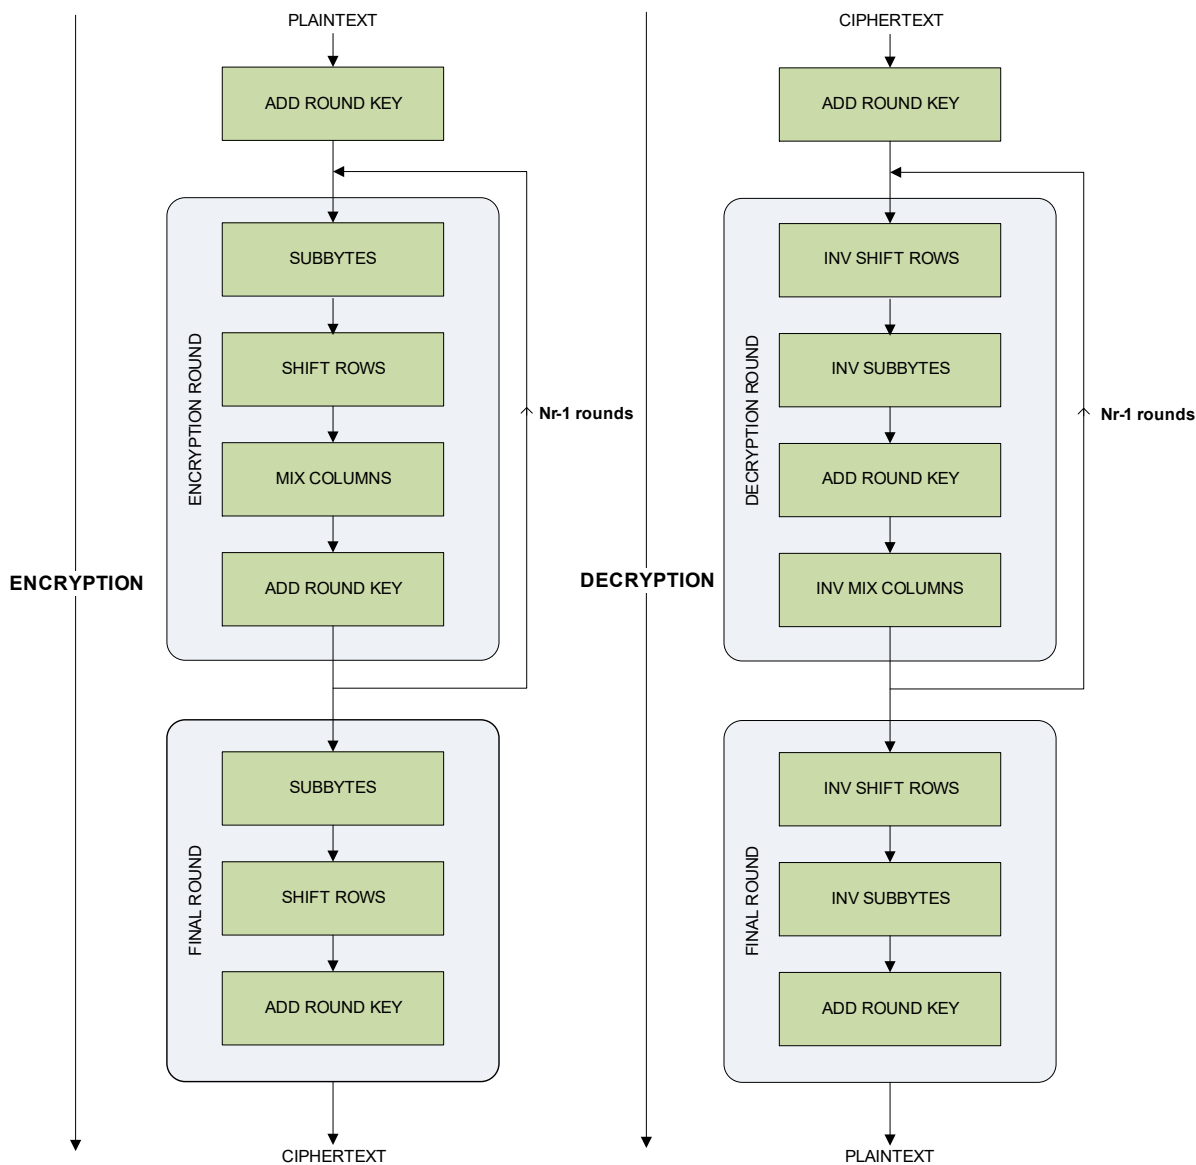 PLAINTEXT
ADD ROUND KEY
SUBBYTES
SHIFT ROWS
MIX COLUMNS
ADD ROUND KEY
ENCRYPTION ROUND
Nr-1 rounds
ENCRYPTION
SUBBYTES
SHIFT ROWS
ADD ROUND KEY
FINAL ROUND
CIPHERTEXT
CIPHERTEXT
ADD ROUND KEY
INV SHIFT ROWS
INV SUBBYTES
ADD ROUND KEY
INV MIX COLUMNS
DECRYPTION ROUND
Nr-1 rounds
DECRYPTION
INV SHIFT ROWS
INV SUBBYTES
ADD ROUND KEY
FINAL ROUND
PLAINTEXT